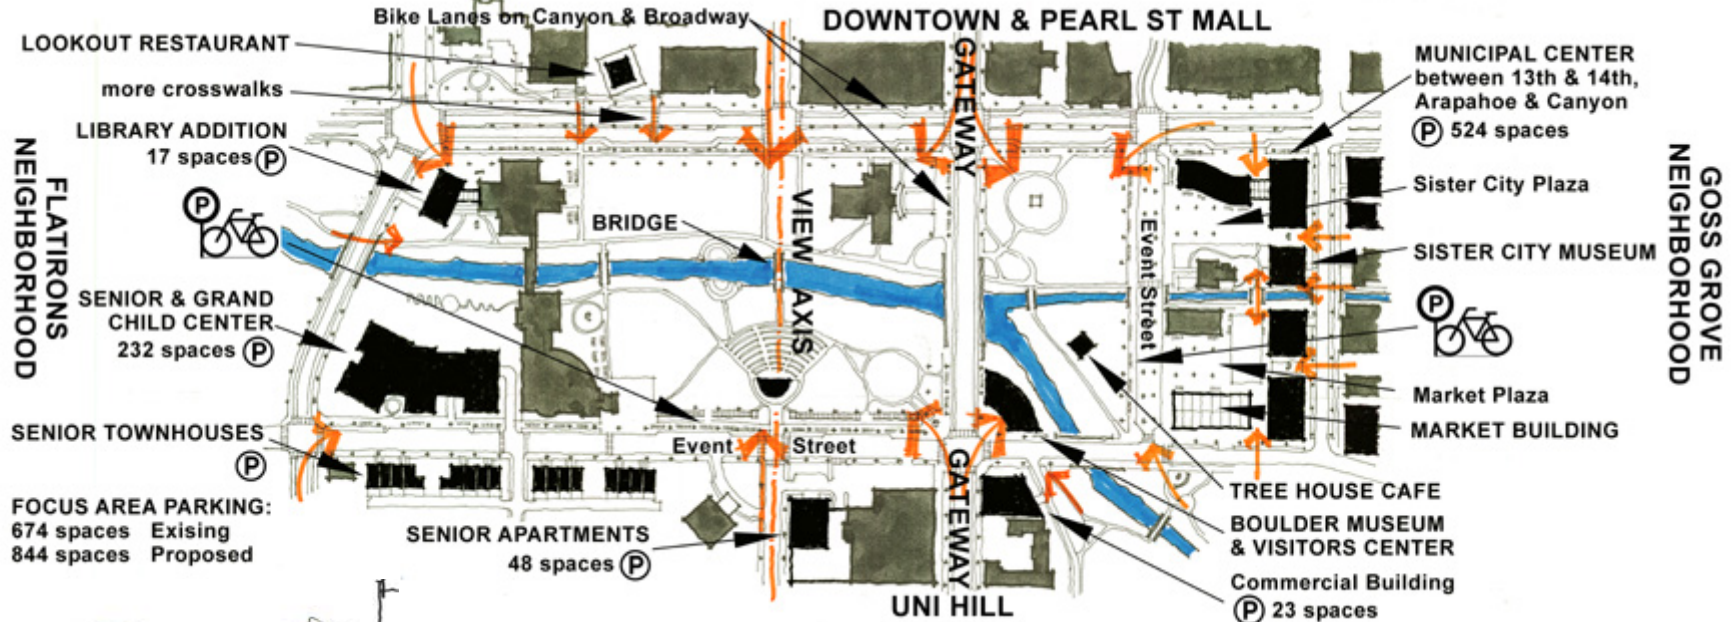 Bike Lanes on Canyon & Broadway
DOWNTOWN & PEARL ST MALL
LOOKOUT RESTAURANT
more crosswalks
LIBRARY ADDITION
17 spaces P
FLATIRONS
NEIGHBORHOOD
P
BRIDGE
VIEW AXIS
GATEWAY
SENIOR & GRAND
CHILD CENTER
232 spaces P
SENIOR TOWNHOUSES
P
FOCUS AREA PARKING:
674 spaces Exising
844 spaces Proposed
Event Street
SENIOR APARTMENTS
48 spaces P
GATEWAY
UNI HILL
Event Street
MUNICIPAL CENTER
between 13th & 14th,
Arapahoe & Canyon
P 524 spaces
Sister City Plaza
SISTER CITY MUSEUM
GOSS GROVE
NEIGHBORHOOD
P
Market Plaza
MARKET BUILDING
TREE HOUSE CAFE
BOULDER MUSEUM
& VISITORS CENTER
Commercial Building
P 23 spaces